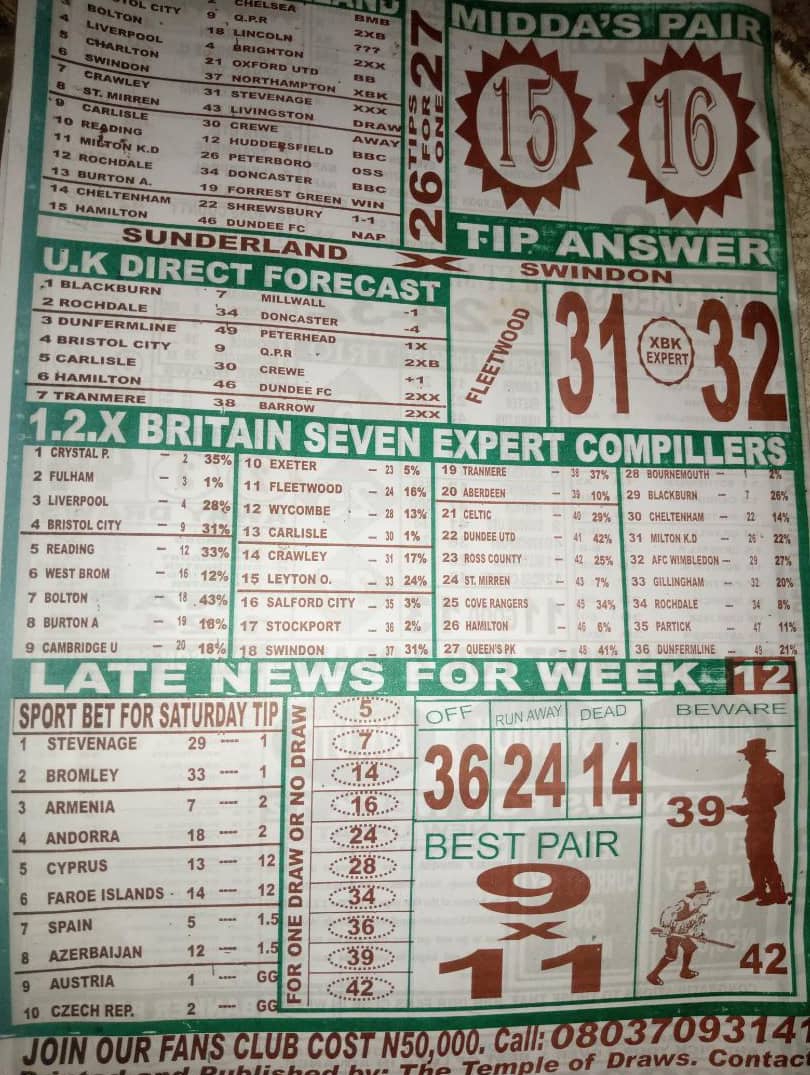 LAND
2 CHELSEA BMB
BOLTON 9 Q.P.R
LIVERPOOL 18 LINCOLN 2XB
5 CHARLTON 4 BRIGHTON ???
6 SWINDON 21 OXFORD UTD 2XX
7 CRAWLEY 37 NORTHAMPTON BB
8 ST. MIRREN 31 STEVENAGE XBK
9 CARLISLE 43 LIVINGSTON XXX
10 READING 30 CREWE DRAW
11 MILTON K.D 12 HUDDERSFIELD AWAY
12 ROCHDALE 26 PETERBORO BBC
13 BURTON A. 34 DONCASTER OSS
14 CHELTENHAM 19 FORREST GREEN BBC
15 HAMILTON 22 SHREWSBURY WIN
46 DUNDEE FC 1-1
NAP
26 TIPS FOR ONE 27
MIDDA'S PAIR
15 16
TIP ANSWER
SUNDERLAND X SWINDON
U.K DIRECT FORECAST
1 BLACKBURN 7 MILLWALL -1
2 ROCHDALE 34 DONCASTER -4
3 DUNFERMLINE 49 PETERHEAD 1X
4 BRISTOL CITY 9 Q.P.R 2XB
5 CARLISLE 30 CREWE +1
6 HAMILTON 46 DUNDEE FC 2XX
7 TRANMERE 38 BARROW 2XX
FLEETWOOD
31 XBK EXPERT 32
1.2.X BRITAIN SEVEN EXPERT COMPILLERS
1 CRYSTAL P. - 2 35%
2 FULHAM - 3 1%
3 LIVERPOOL - 4 28%
4 BRISTOL CITY - 9 31%
5 READING - 12 33%
6 WEST BROM - 16 12%
7 BOLTON - 18 43%
8 BURTON A - 19 18%
9 CAMBRIDGE U - 20 18%
10 EXETER - 23 5%
11 FLEETWOOD - 24 16%
12 WYCOMBE - 28 13%
13 CARLISLE - 30 1%
14 CRAWLEY - 31 17%
15 LEYTON O. - 33 24%
16 SALFORD CITY - 35 3%
17 STOCKPORT - 36 2%
18 SWINDON - 37 31%
19 TRANMERE - 38 37%
20 ABERDEEN - 39 10%
21 CELTIC - 40 29%
22 DUNDEE UTD - 41 42%
23 ROSS COUNTY - 42 25%
24 ST. MIRREN - 43 7%
25 COVE RANGERS - 45 34%
26 HAMILTON - 46 6%
27 QUEEN'S PK - 48 41%
28 BOURNEMOUTH - 1 2%
29 BLACKBURN - 7 26%
30 CHELTENHAM - 22 14%
31 MILTON K.D - 26 22%
32 AFC WIMBLEDON - 29 27%
33 GILLINGHAM - 32 20%
34 ROCHDALE - 34 8%
35 PARTICK - 47 11%
36 DUNFERMLINE - 49 21%
LATE NEWS FOR WEEK 12
SPORT BET FOR SATURDAY TIP
1 STEVENAGE 29 ---- 1
2 BROMLEY 33 ---- 1
3 ARMENIA 7 ---- 2
4 ANDORRA 18 ---- 2
5 CYPRUS 13 ---- 12
6 FAROE ISLANDS - 14 ---- 12
7 SPAIN 5 ---- 1.5
8 AZERBAIJAN 12 ---- 1.5
9 AUSTRIA 1 ---- GG
10 CZECH REP. 2 ---- GG
FOR ONE DRAW OR NO DRAW
5
7
14
16
24
28
34
36
39
42
OFF RUN AWAY DEAD
36 24 14
BEST PAIR
9
X
11
BEWARE
39
42
JOIN OUR FANS CLUB COST N50,000. Call: 08037093141
Printed and Published by: The Temple of Draws. Contact